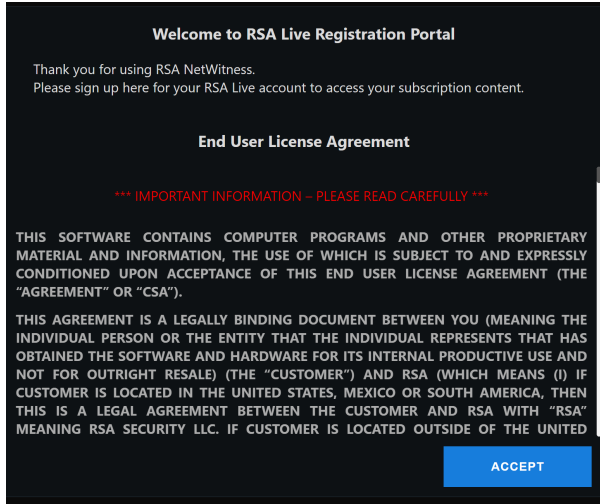 Welcome to RSA Live Registration Portal
Thank you for using RSA NetWitness.
Please sign up here for your RSA Live account to access your subscription content.
End User License Agreement
*** IMPORTANT INFORMATION – PLEASE READ CAREFULLY ***
THIS SOFTWARE CONTAINS COMPUTER PROGRAMS AND OTHER PROPRIETARY
MATERIAL AND INFORMATION, THE USE OF WHICH IS SUBJECT TO AND EXPRESSLY
CONDITIONED UPON ACCEPTANCE OF THIS END USER LICENSE AGREEMENT (THE
“AGREEMENT” OR “CSA”).
THIS AGREEMENT IS A LEGALLY BINDING DOCUMENT BETWEEN YOU (MEANING THE
INDIVIDUAL PERSON OR THE ENTITY THAT THE INDIVIDUAL REPRESENTS THAT HAS
OBTAINED THE SOFTWARE AND HARDWARE FOR ITS INTERNAL PRODUCTIVE USE AND
NOT FOR OUTRIGHT RESALE) (THE “CUSTOMER”) AND RSA (WHICH MEANS (I) IF
CUSTOMER IS LOCATED IN THE UNITED STATES, MEXICO OR SOUTH AMERICA, THEN
THIS IS A LEGAL AGREEMENT BETWEEN THE CUSTOMER AND RSA WITH “RSA”
MEANING RSA SECURITY LLC. IF CUSTOMER IS LOCATED OUTSIDE OF THE UNITED
ACCEPT